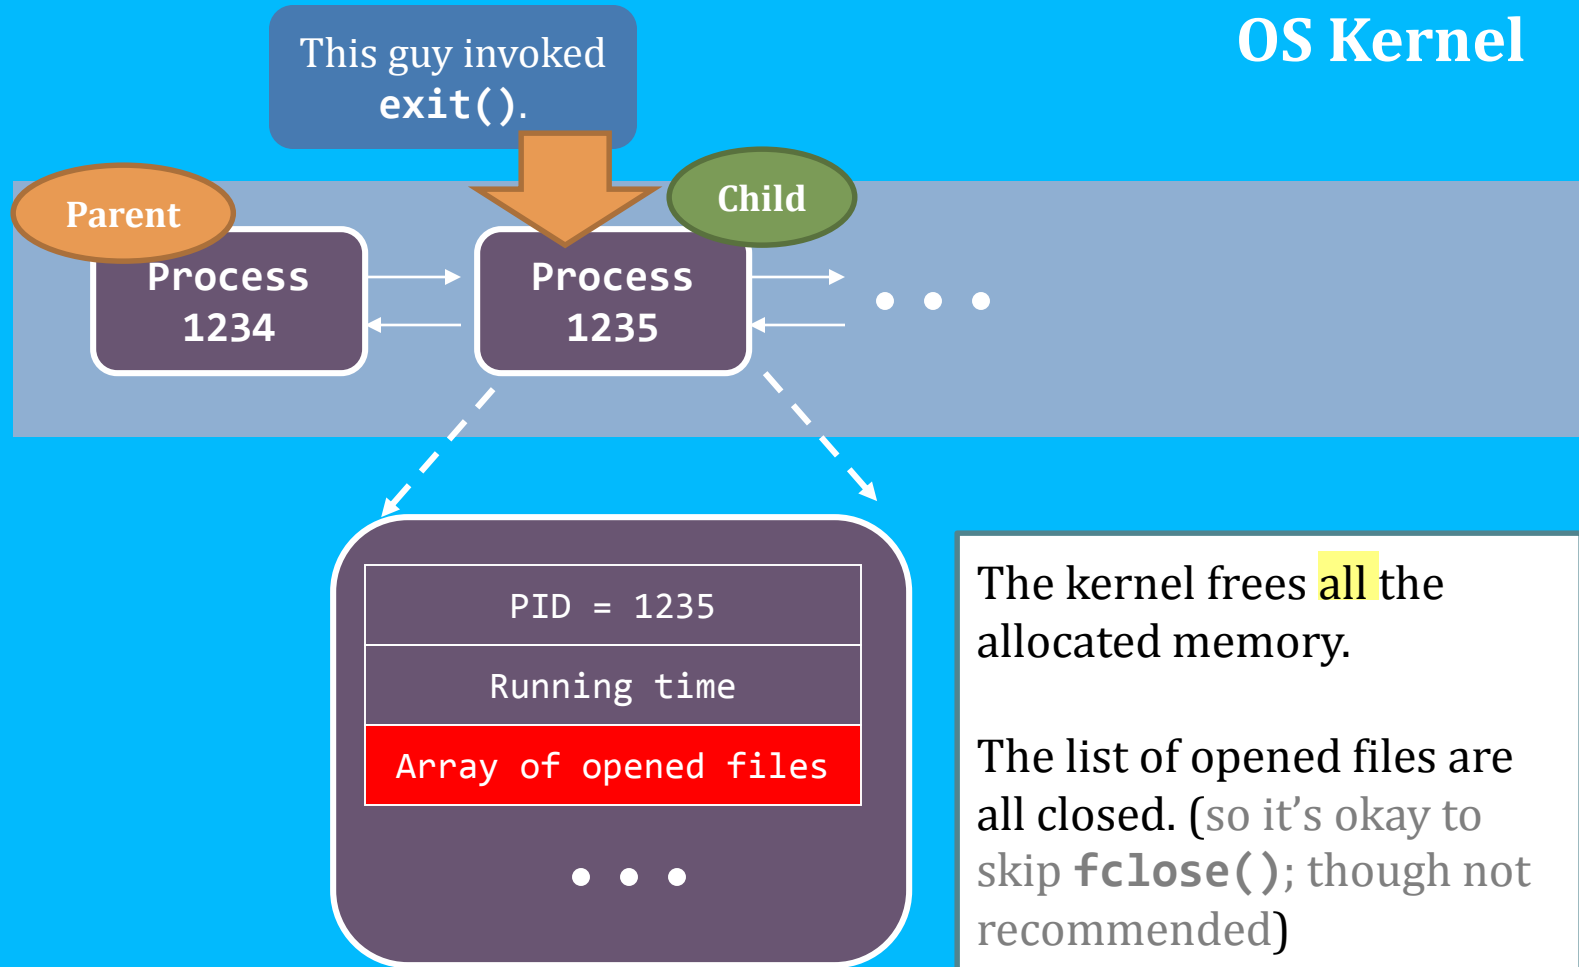 OS Kernel
This guy invoked
exit().
Parent
Child
Process
1234
Process
1235
PID = 1235
Running time
Array of opened files
The kernel frees all the
allocated memory.
The list of opened files are
all closed. (so it’s okay to
skip fclose(); though not
recommended)